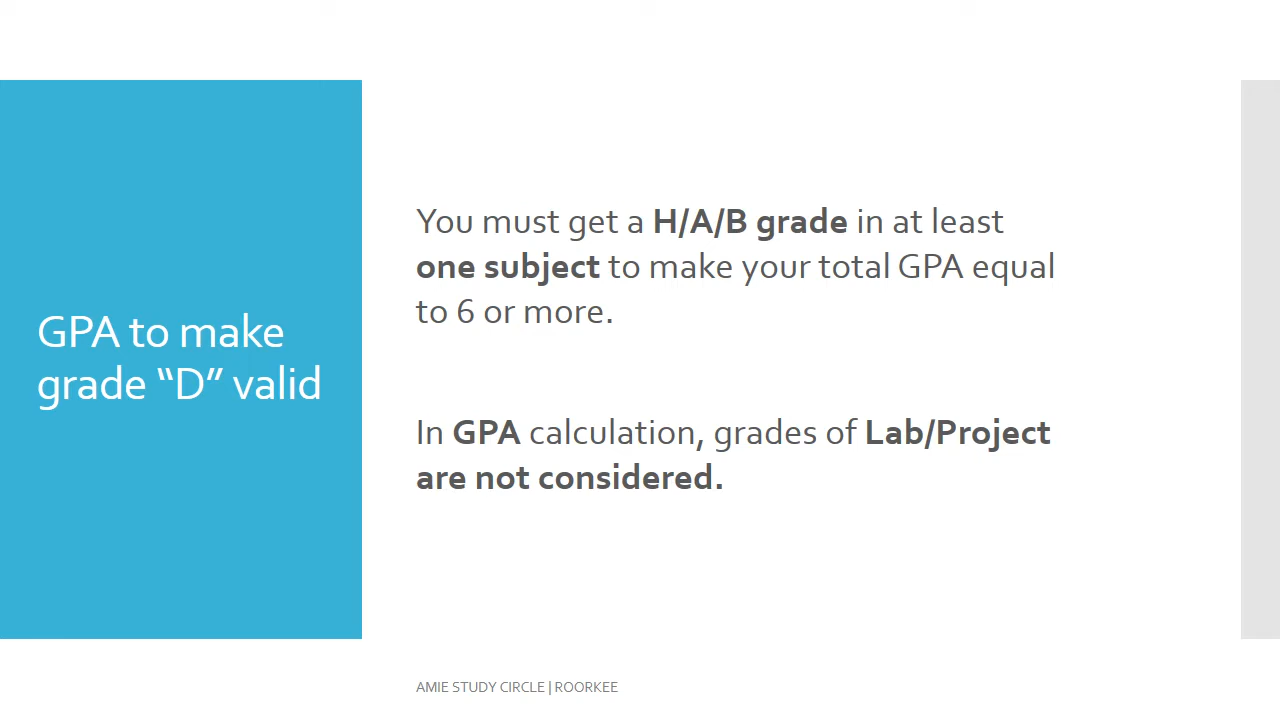 GPA to make
grade “D” valid
You must get a H/A/B grade in at least
one subject to make your total GPA equal
to 6 or more.
In GPA calculation, grades of Lab/Project
are not considered.
AMIE STUDY CIRCLE | ROORKEE